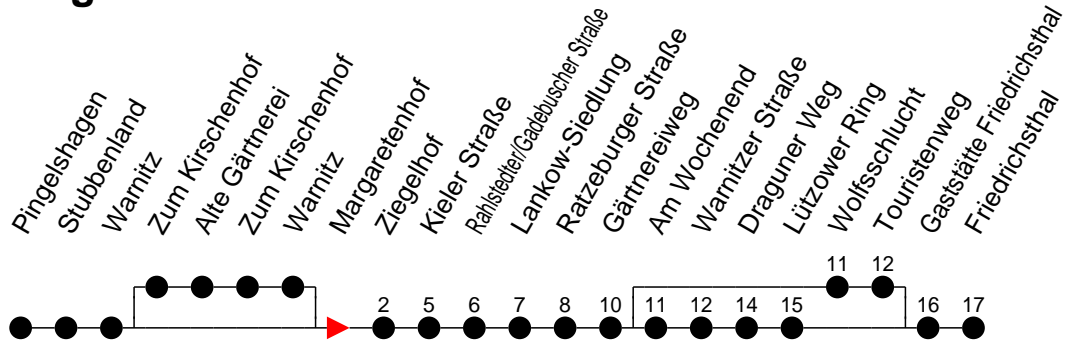 g
Pingelshagen
Stubbenland
Warnitz
Zum Kirschenhof
Alte Gärtnerei
Zum Kirschenhof
Warnitz
Margaretenhof
Ziegelhof
Kieler Straße
Rahlstedter/Gadebuscher Straße
Lankow-Siedlung
Ratzeburger Straße
Gärtnereiweg
Am Wochenend
Warnitzer Straße
Draguner Weg
Lützower Ring
Wolfsschlucht
Touristenweg
Gaststätte Friedrichsthal
Friedrichsthal
11 12
2 5 6 7 8 10 11 12 14 15 16 17